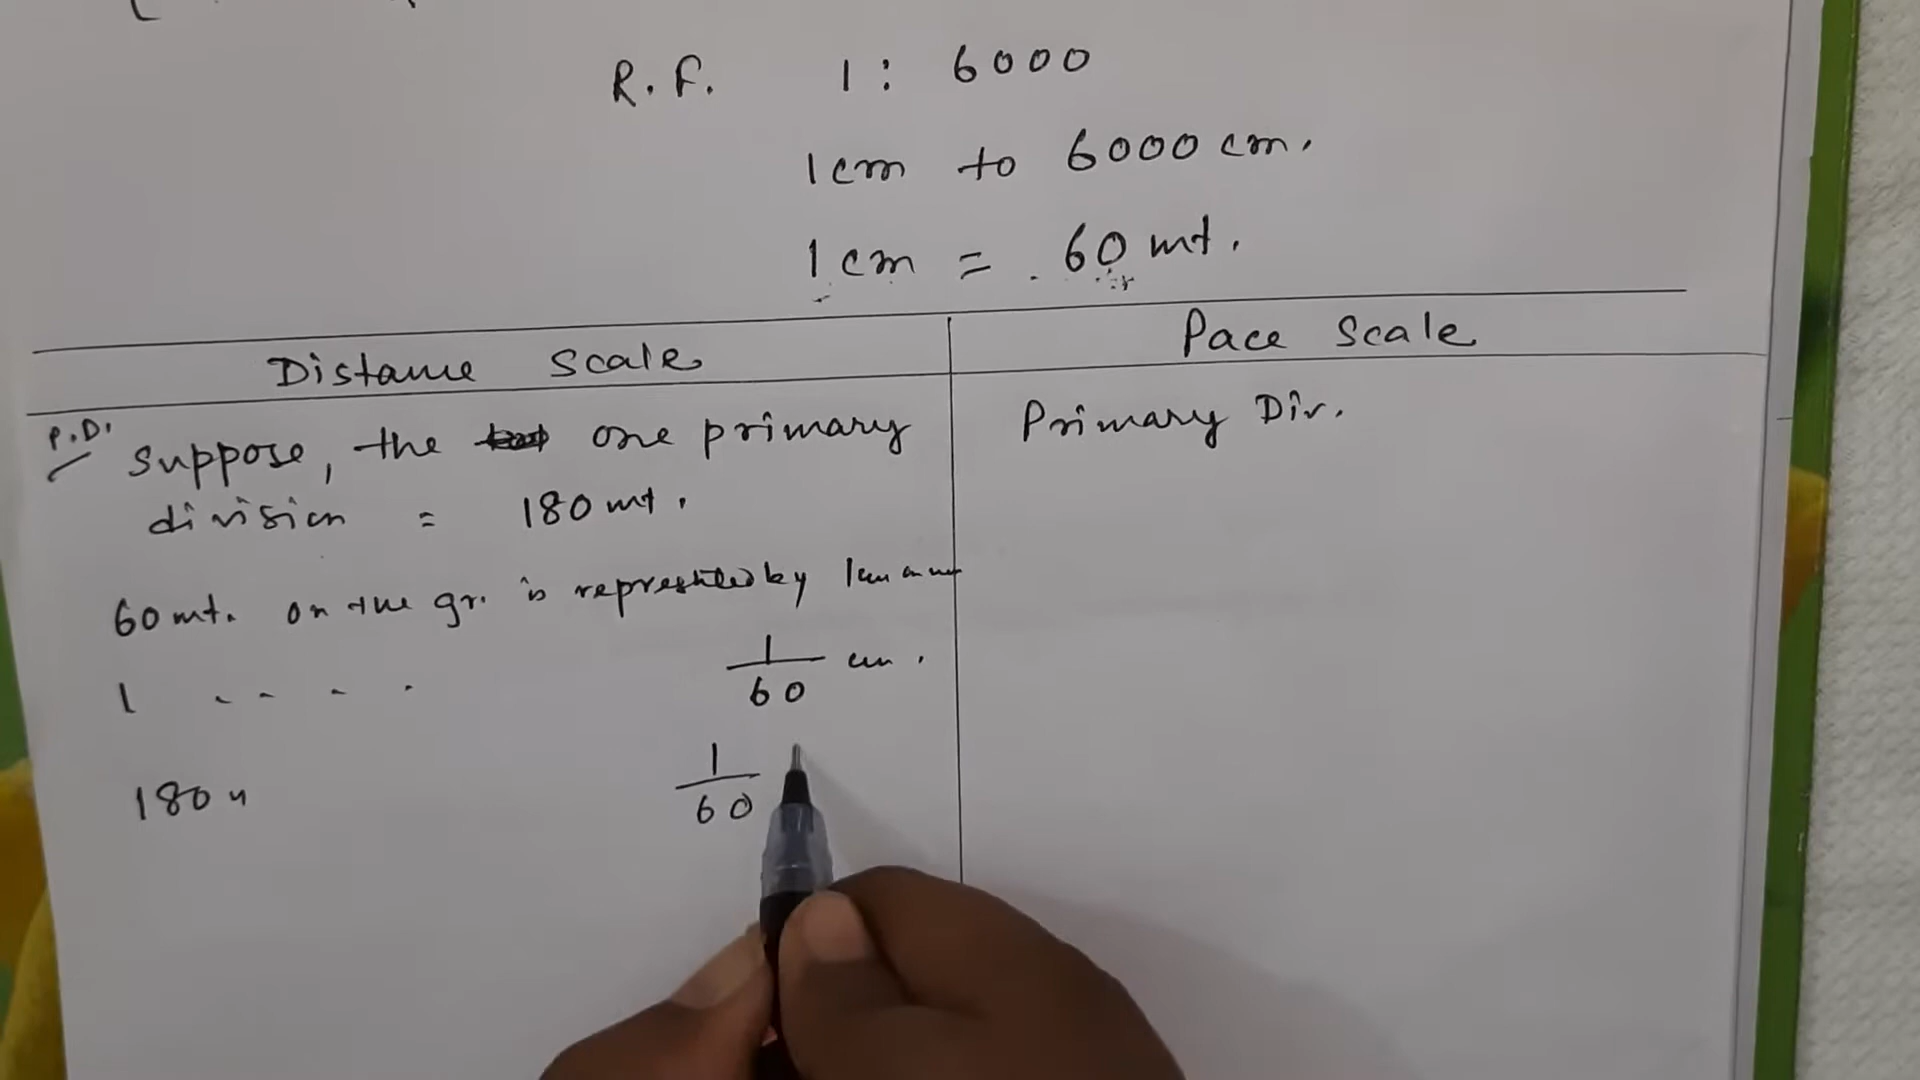 R.F. 1 : 6000
1cm to 6000 cm.
1 cm = 60 mt.
Distance Scale
Pace Scale
P.D.
Suppose, the one primary
division = 180 mt.
Primary Div.
60 mt. on the gr. is represented by 1cm on
1 " " " " 1/60 cm.
180 " 1/60